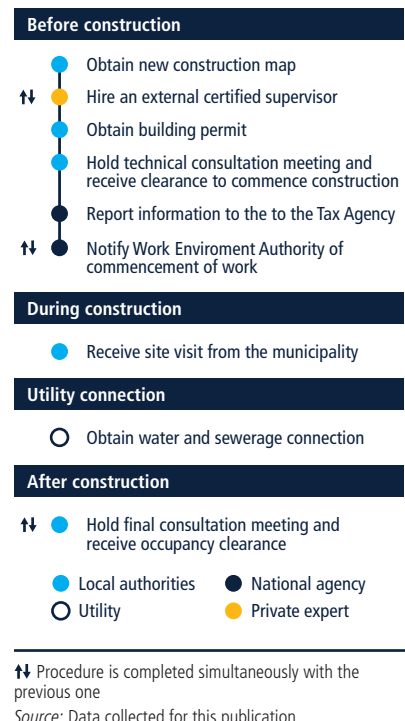 Before construction
Obtain new construction map
Hire an external certified supervisor
Obtain building permit
Hold technical consultation meeting and
receive clearance to commence construction
Report information to the to the Tax Agency
Notify Work Enviroment Authority of
commencement of work
During construction
Receive site visit from the municipality
Utility connection
Obtain water and sewerage connection
After construction
Hold final consultation meeting and
receive occupancy clearance
Local authorities
National agency
Utility
Private expert
Procedure is completed simultaneously with the
previous one
Source: Data collected for this publication